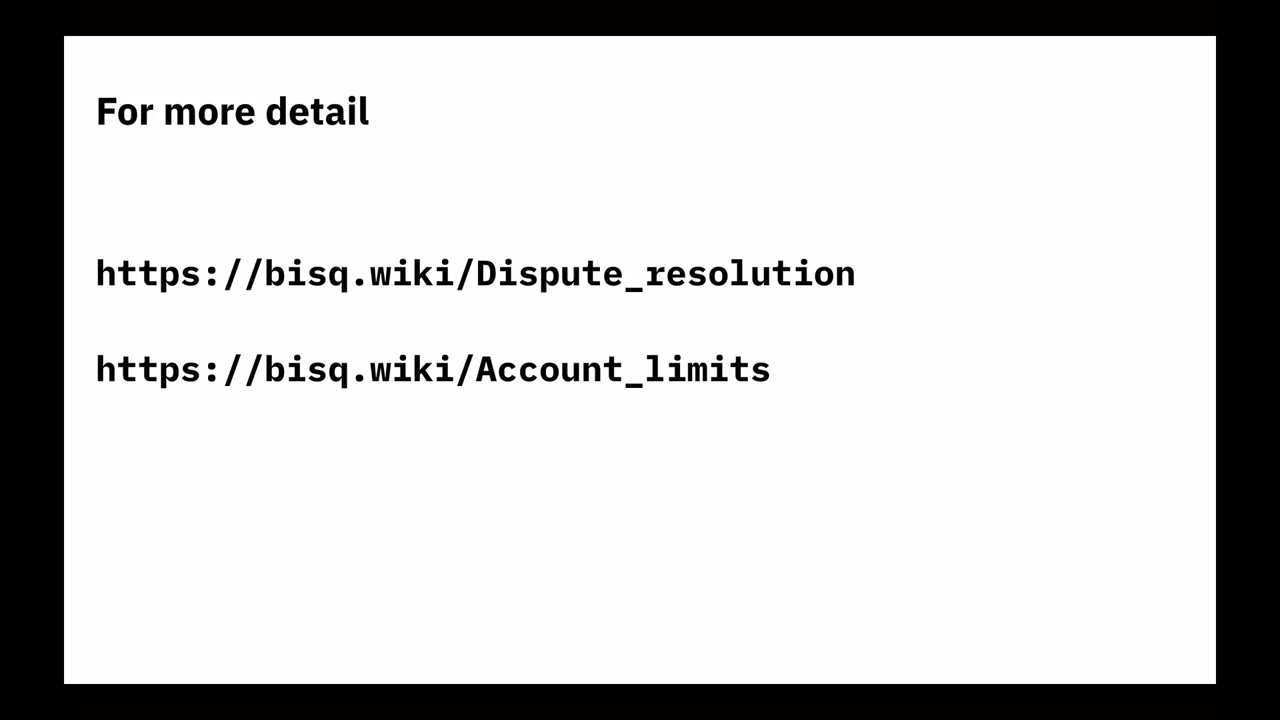 For more detail
https://bisq.wiki/Dispute_resolution
https://bisq.wiki/Account_limits